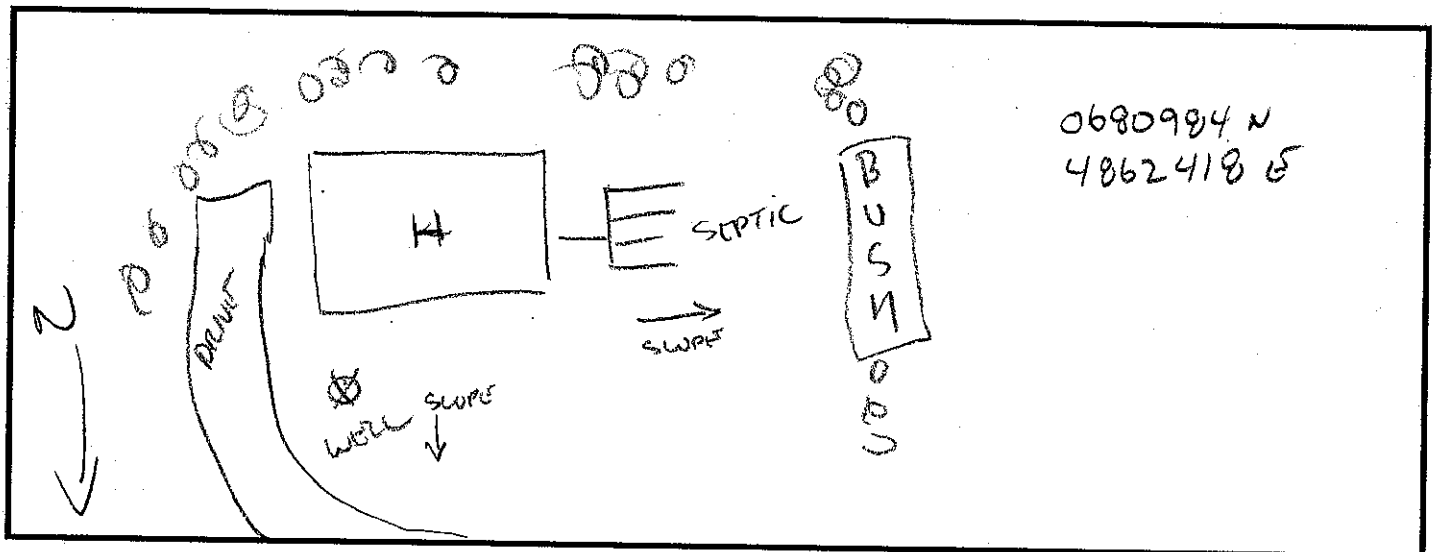 0680984 N
4862418 E
BUSH
H
SEPTIC
N
DRIVE
SLOPE
WELL
SLOPE